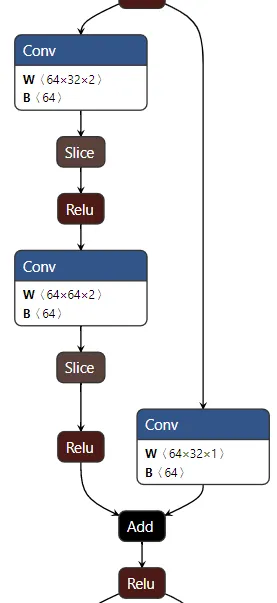 Conv
W ⟨64×32×2⟩
B ⟨64⟩
Slice
Relu
Conv
W ⟨64×64×2⟩
B ⟨64⟩
Slice
Relu
Conv
W ⟨64×32×1⟩
B ⟨64⟩
Add
Relu